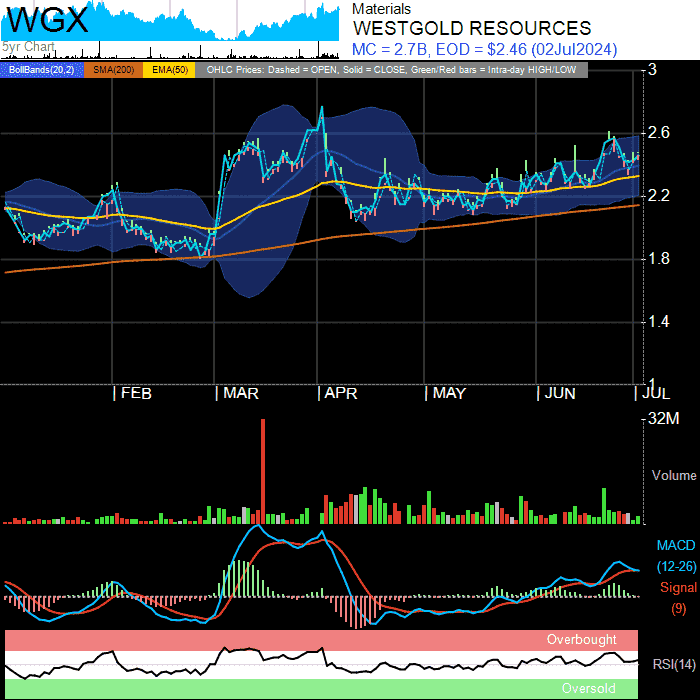 WGX
5yr Chart
Materials
WESTGOLD RESOURCES
MC = 2.7B, EOD = $2.46 (02Jul2024)
BollBands(20,2) SMA(200) EMA(50) OHLC Prices: Dashed = OPEN, Solid = CLOSE, Green/Red bars = Intra-day HIGH/LOW
3
2.6
2.2
1.8
1.4
1
FEB MAR APR MAY JUN JUL
32M
Volume
MACD
(12-26)
Signal
(9)
Overbought
RSI(14)
Oversold